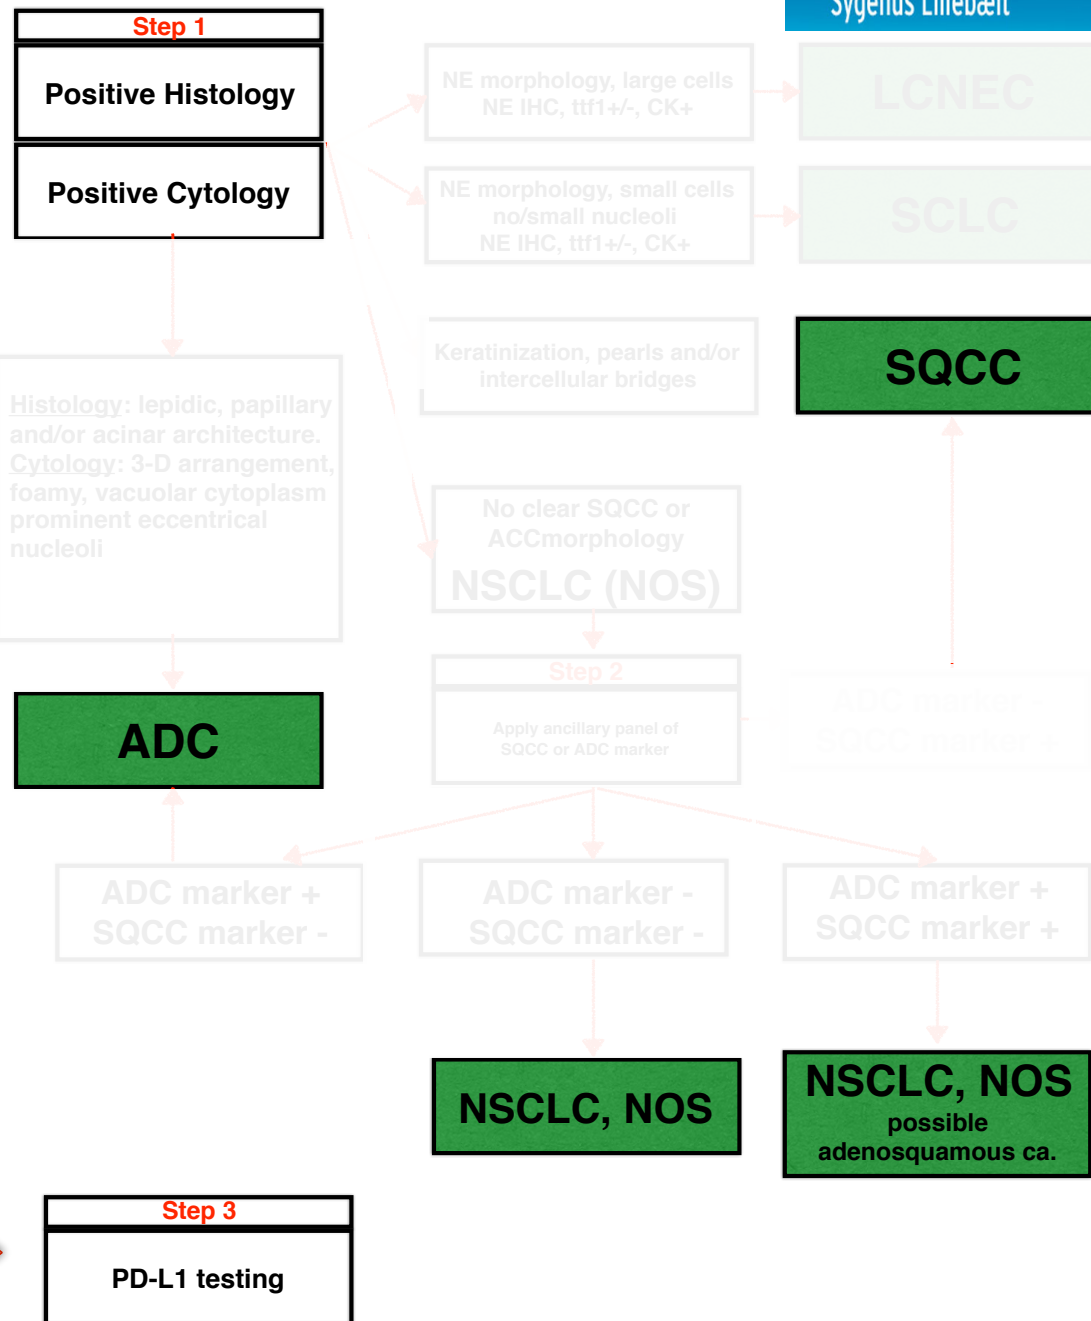 Sygehus Lillebælt
Step 1
Positive Histology
Positive Cytology
NE morphology, large cells
NE IHC, ttf1+/-, CK+
LCNEC
NE morphology, small cells
no/small nucleoli
NE IHC, ttf1+/-, CK+
SCLC
Keratinization, pearls and/or
intercellular bridges
SQCC
Histology: lepidic, papillary
and/or acinar architecture.
Cytology: 3-D arrangement,
foamy, vacuolar cytoplasm
prominent eccentrical
nucleoli
No clear SQCC or
ACCmorphology
NSCLC (NOS)
Step 2
Apply ancillary panel of
SQCC or ADC marker
ADC marker -
SQCC marker +
ADC
ADC marker +
SQCC marker -
ADC marker -
SQCC marker -
ADC marker +
SQCC marker +
NSCLC, NOS
NSCLC, NOS
possible
adenosquamous ca.
Step 3
PD-L1 testing